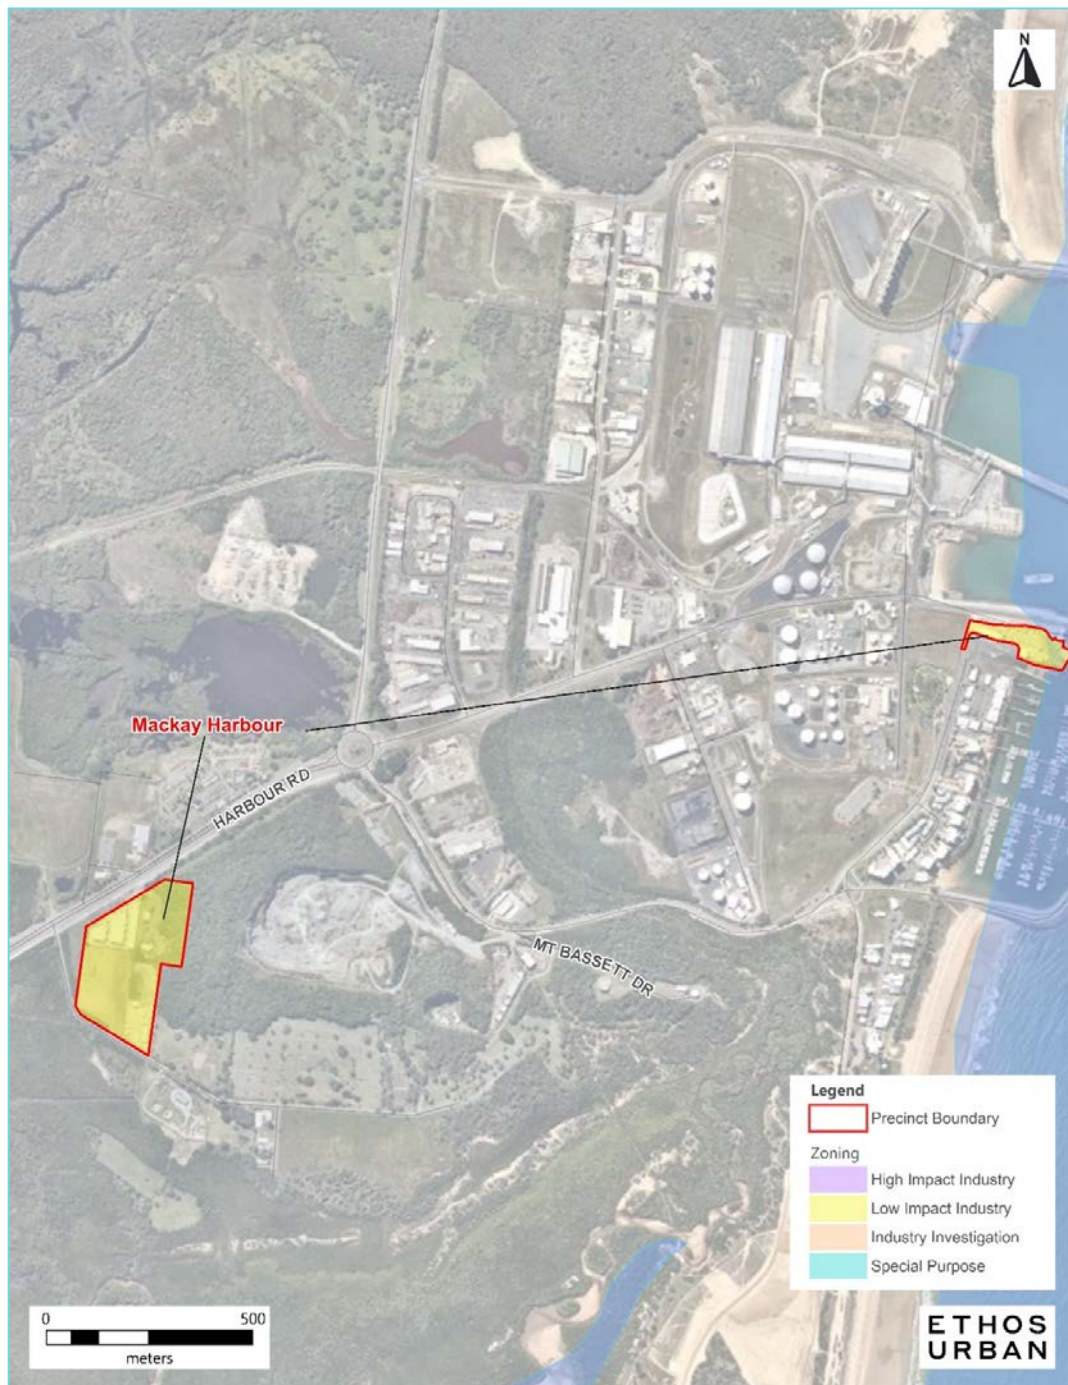 N
Mackay Harbour
HARBOUR RD
MT BASSETT DR
Legend
Precinct Boundary
Zoning
High Impact Industry
Low Impact Industry
Industry Investigation
Special Purpose
0 500
meters
ETHOS
URBAN